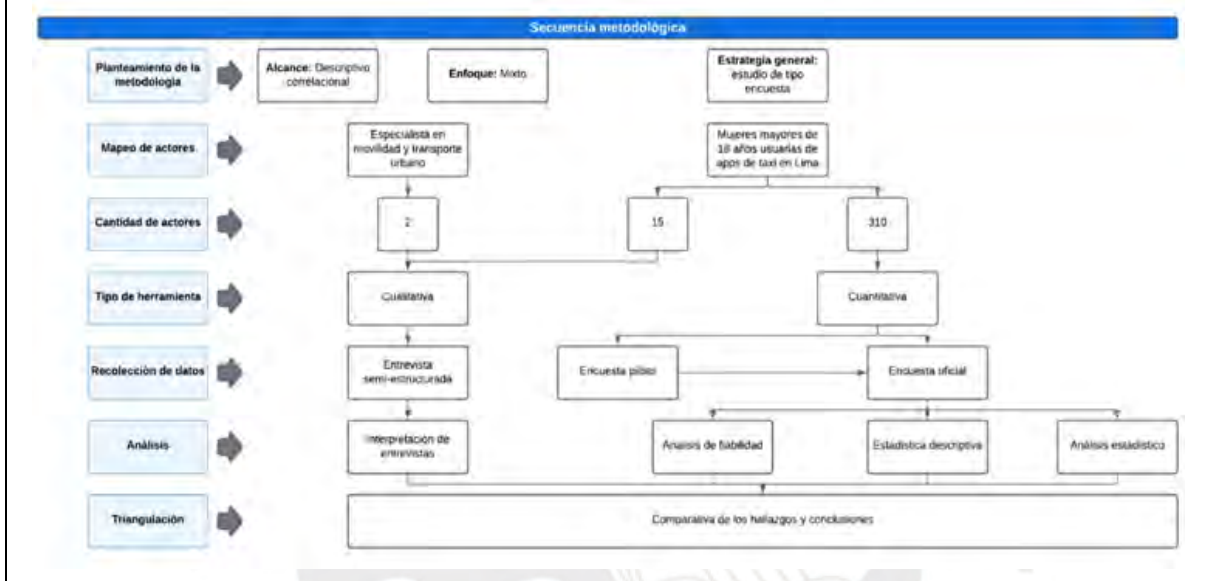 Secuencia metodológica
Planteamiento de la
metodología
Alcance: Descriptivo
correlacional
Enfoque: Mixto
Estrategia general:
estudio de tipo
encuesta
Mapeo de actores
Especialista en
movilidad y transporte
urbano
Mujeres mayores de
18 años usuarias de
apps de taxi en Lima
Cantidad de actores
2
15
310
Tipo de herramienta
Cualitativa
Cuantitativa
Recolección de datos
Entrevista
semi-estructurada
Encuesta piloto
Encuesta oficial
Análisis
Interpretación de
entrevistas
Análisis de fiabilidad
Estadística descriptiva
Análisis estadístico
Triangulación
Comparativa de los hallazgos y conclusiones